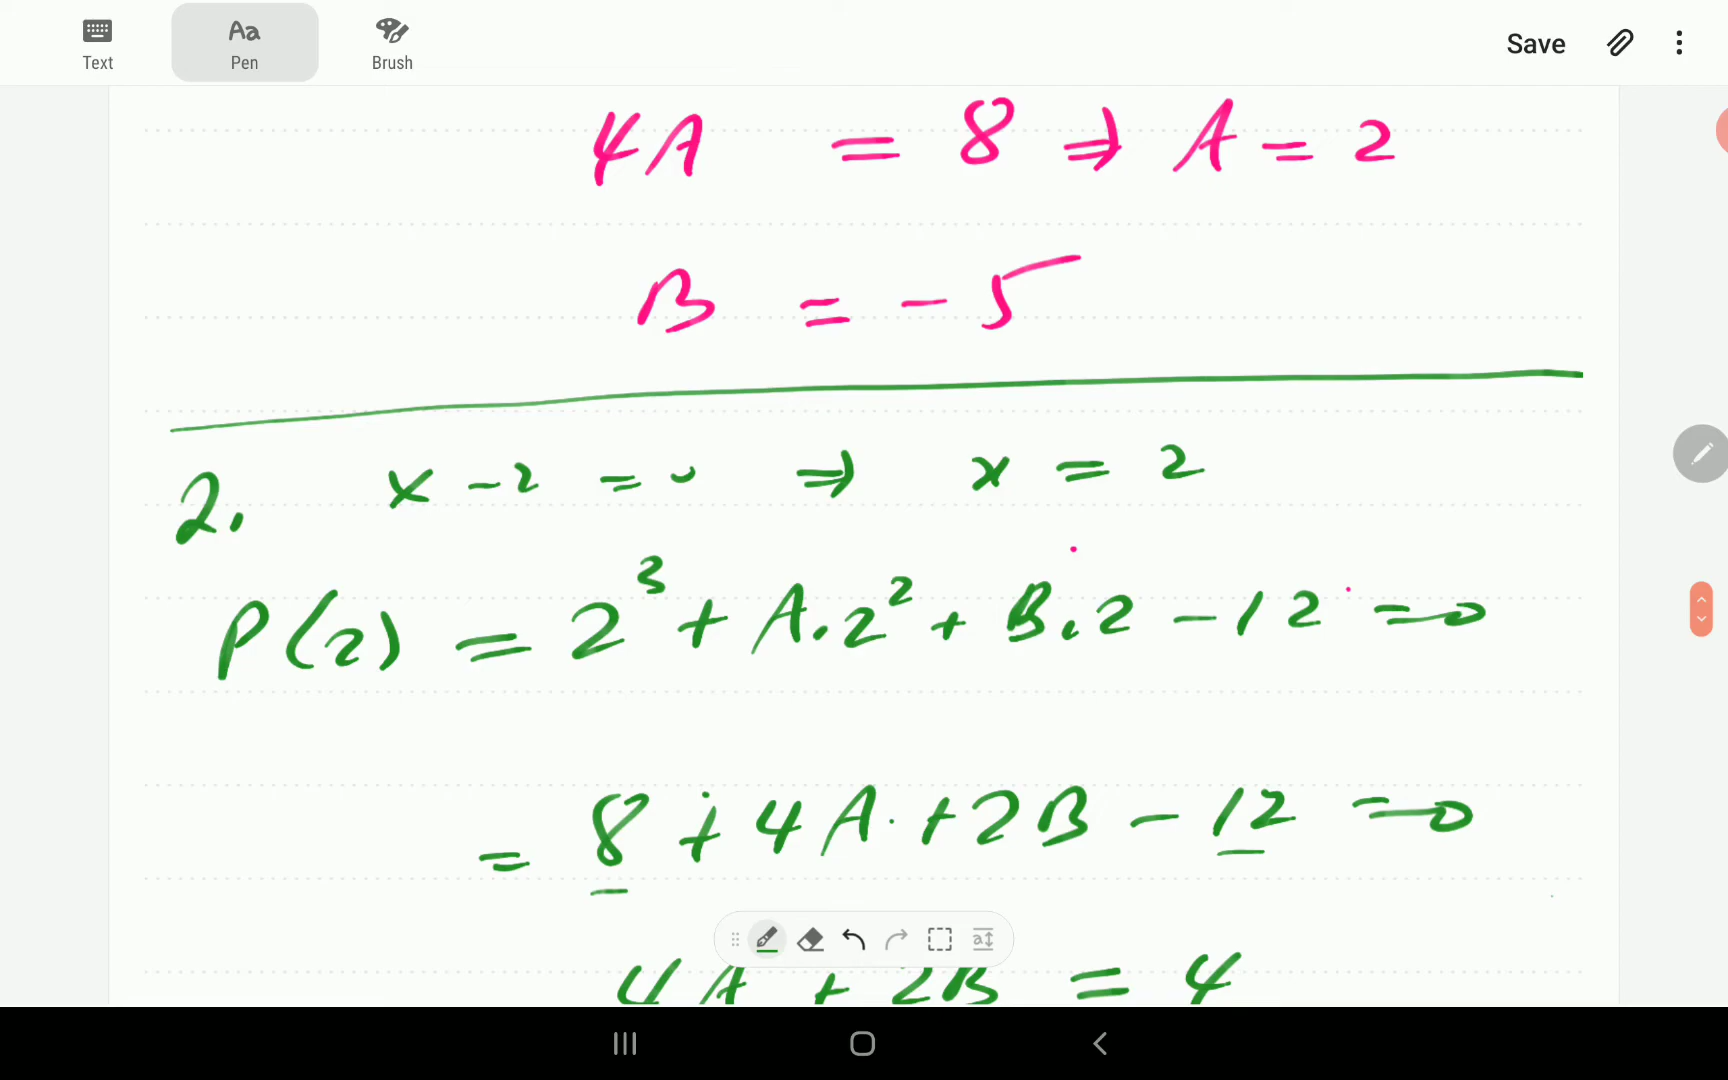 Text Aa Pen Brush Save
4A = 8 ⇒ A = 2
B = -5
2. x - 2 = 0 ⇒ x = 2
P(2) = 2³ + A.2² + B.2 - 12 = 0
= 8 + 4A + 2B - 12 = 0
4A + 2B = 4